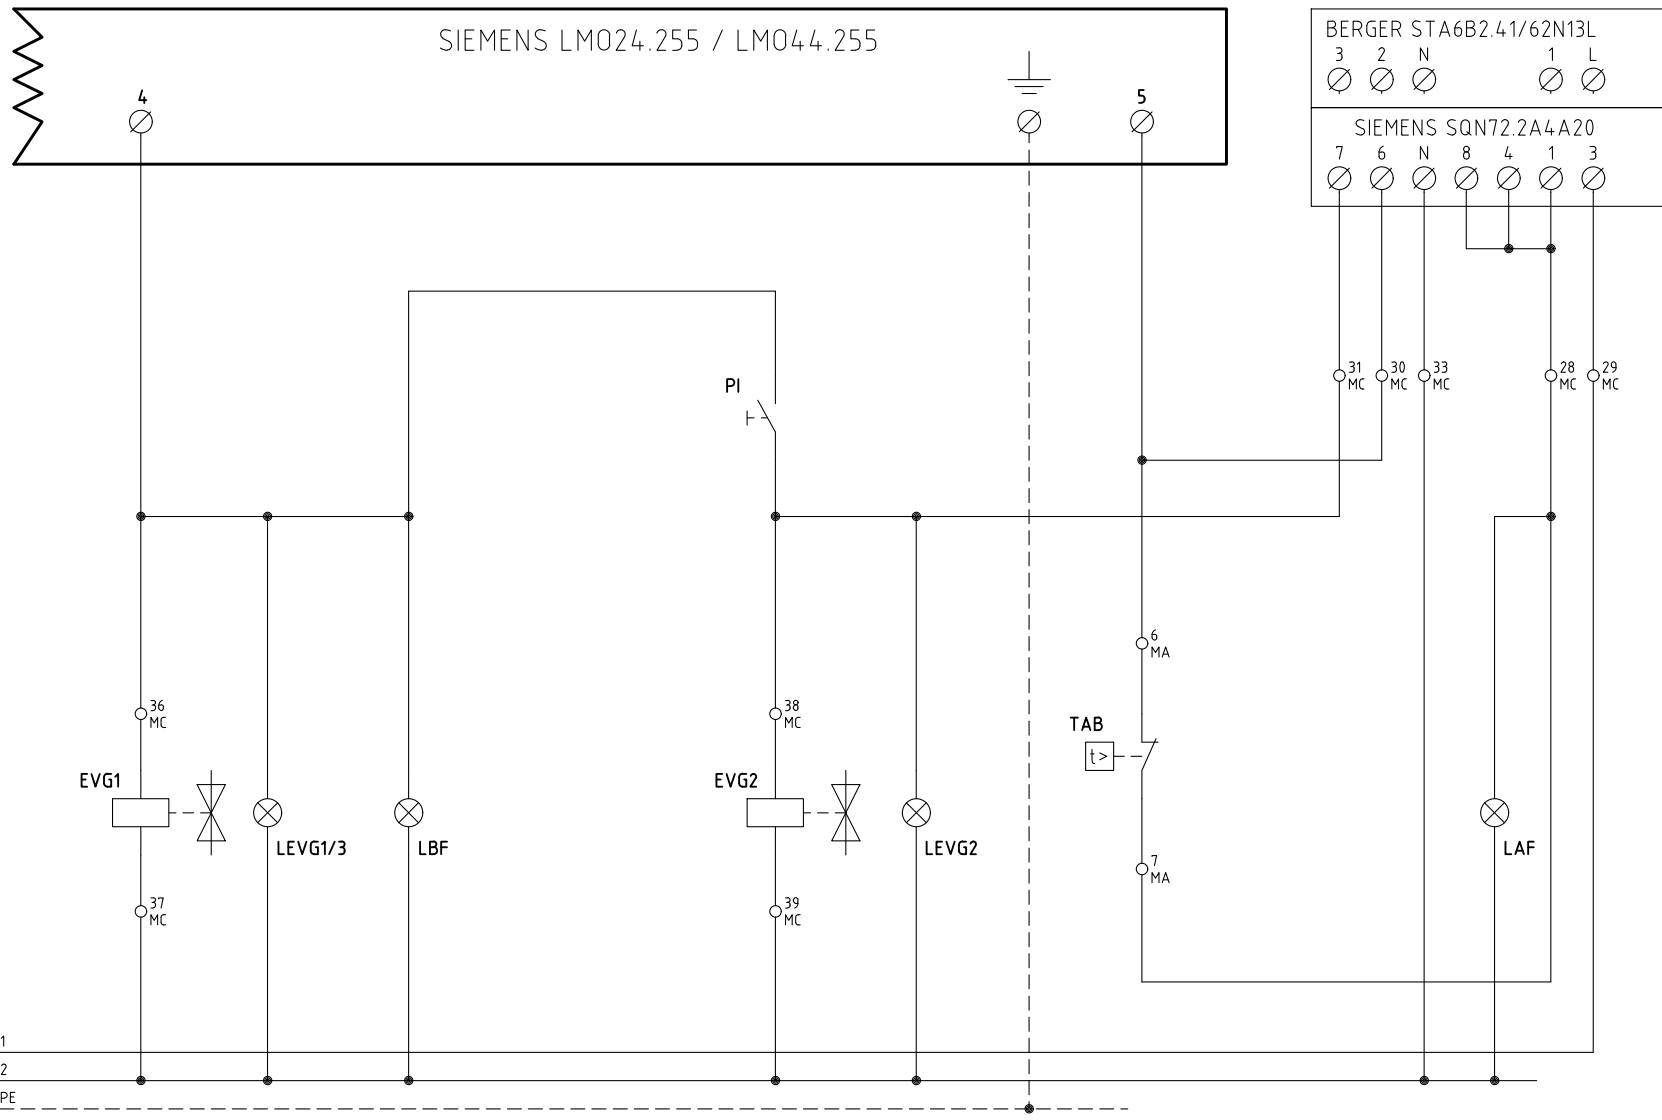 SIEMENS LMO24.255 / LMO44.255
4
5
BERGER STA6B2.41/62N13L
3 2 N 1 L
SIEMENS SQN72.2A4A20
7 6 N 8 4 1 3
31
MC
30
MC
33
MC
28
MC
29
MC
PI
6
MA
36
MC
38
MC
TAB
t>
EVG1
EVG2
LEVG1/3
LBF
LEVG2
LAF
7
MA
37
MC
39
MC
1
2
PE